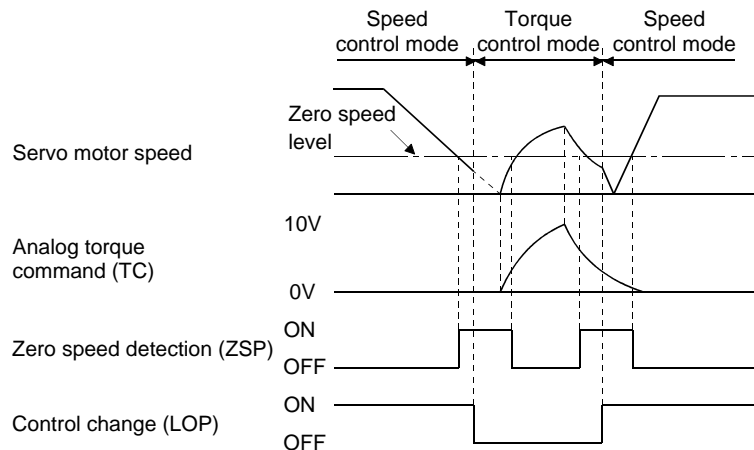 Speed
control mode
Torque
control mode
Speed
control mode
Zero speed
level
Servo motor speed
10V
Analog torque
command (TC)
0V
ON
Zero speed detection (ZSP)
OFF
ON
Control change (LOP)
OFF